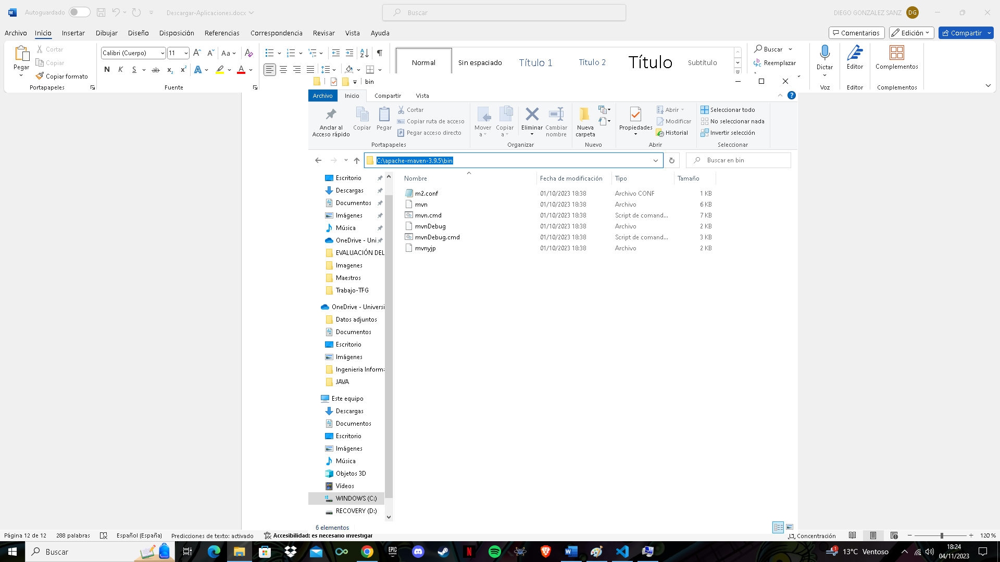 Autoguardado
Descargar-Aplicaciones.docx
Buscar
DIEGO GONZALEZ SANZ
DG
Archivo Inicio Insertar Dibujar Diseño Disposición Referencias Correspondencia Revisar Vista Ayuda
Comentarios Edición Compartir
Pegar
Cortar
Copiar
Copiar formato
Portapapeles
Calibri (Cuerpo) 11
Aa
N K S ab x₂ x² A A
Fuente
Normal
Sin espaciado
Título 1
Título 2
Título
Subtítulo
Buscar
Reemplazar
Dictar
Voz
Editor
Editor
Complementos
Complementos
bin
Archivo Inicio Compartir Vista
Anclar al Acceso rápido
Copiar
Pegar
Cortar
Copiar ruta de acceso
Pegar acceso directo
Portapapeles
Mover a
Copiar a
Eliminar
Cambiar nombre
Organizar
Nueva carpeta
Nuevo
Propiedades
Abrir
Modificar
Historial
Abrir
Seleccionar todo
No seleccionar nada
Invertir selección
Seleccionar
C:\apache-maven-3.9.5\bin
Buscar en bin
Escritorio
Descargas
Documentos
Imágenes
Música
OneDrive - Uni
EVALUACIÓN DEL
Imagenes
Maestros
Trabajo-TFG
OneDrive - Universi
Datos adjuntos
Documentos
Escritorio
Imágenes
Ingenieria Inform
JAVA
Este equipo
Descargas
Documentos
Escritorio
Imágenes
Música
Objetos 3D
Vídeos
WINDOWS (C:)
RECOVERY (D:)
Nombre Fecha de modificación Tipo Tamaño
m2.conf 01/10/2023 18:38 Archivo CONF 1 KB
mvn 01/10/2023 18:38 Archivo 6 KB
mvn.cmd 01/10/2023 18:38 Script de comand... 7 KB
mvnDebug 01/10/2023 18:38 Archivo 2 KB
mvnDebug.cmd 01/10/2023 18:38 Script de comand... 3 KB
mvnyjp 01/10/2023 18:38 Archivo 2 KB
6 elementos
Página 12 de 12 288 palabras Español (España) Predicciones de texto: activado Accesibilidad: es necesario investigar
Concentración
120 %
Buscar
EPIC GAMES
1
13°C Ventoso
18:24
04/11/2023